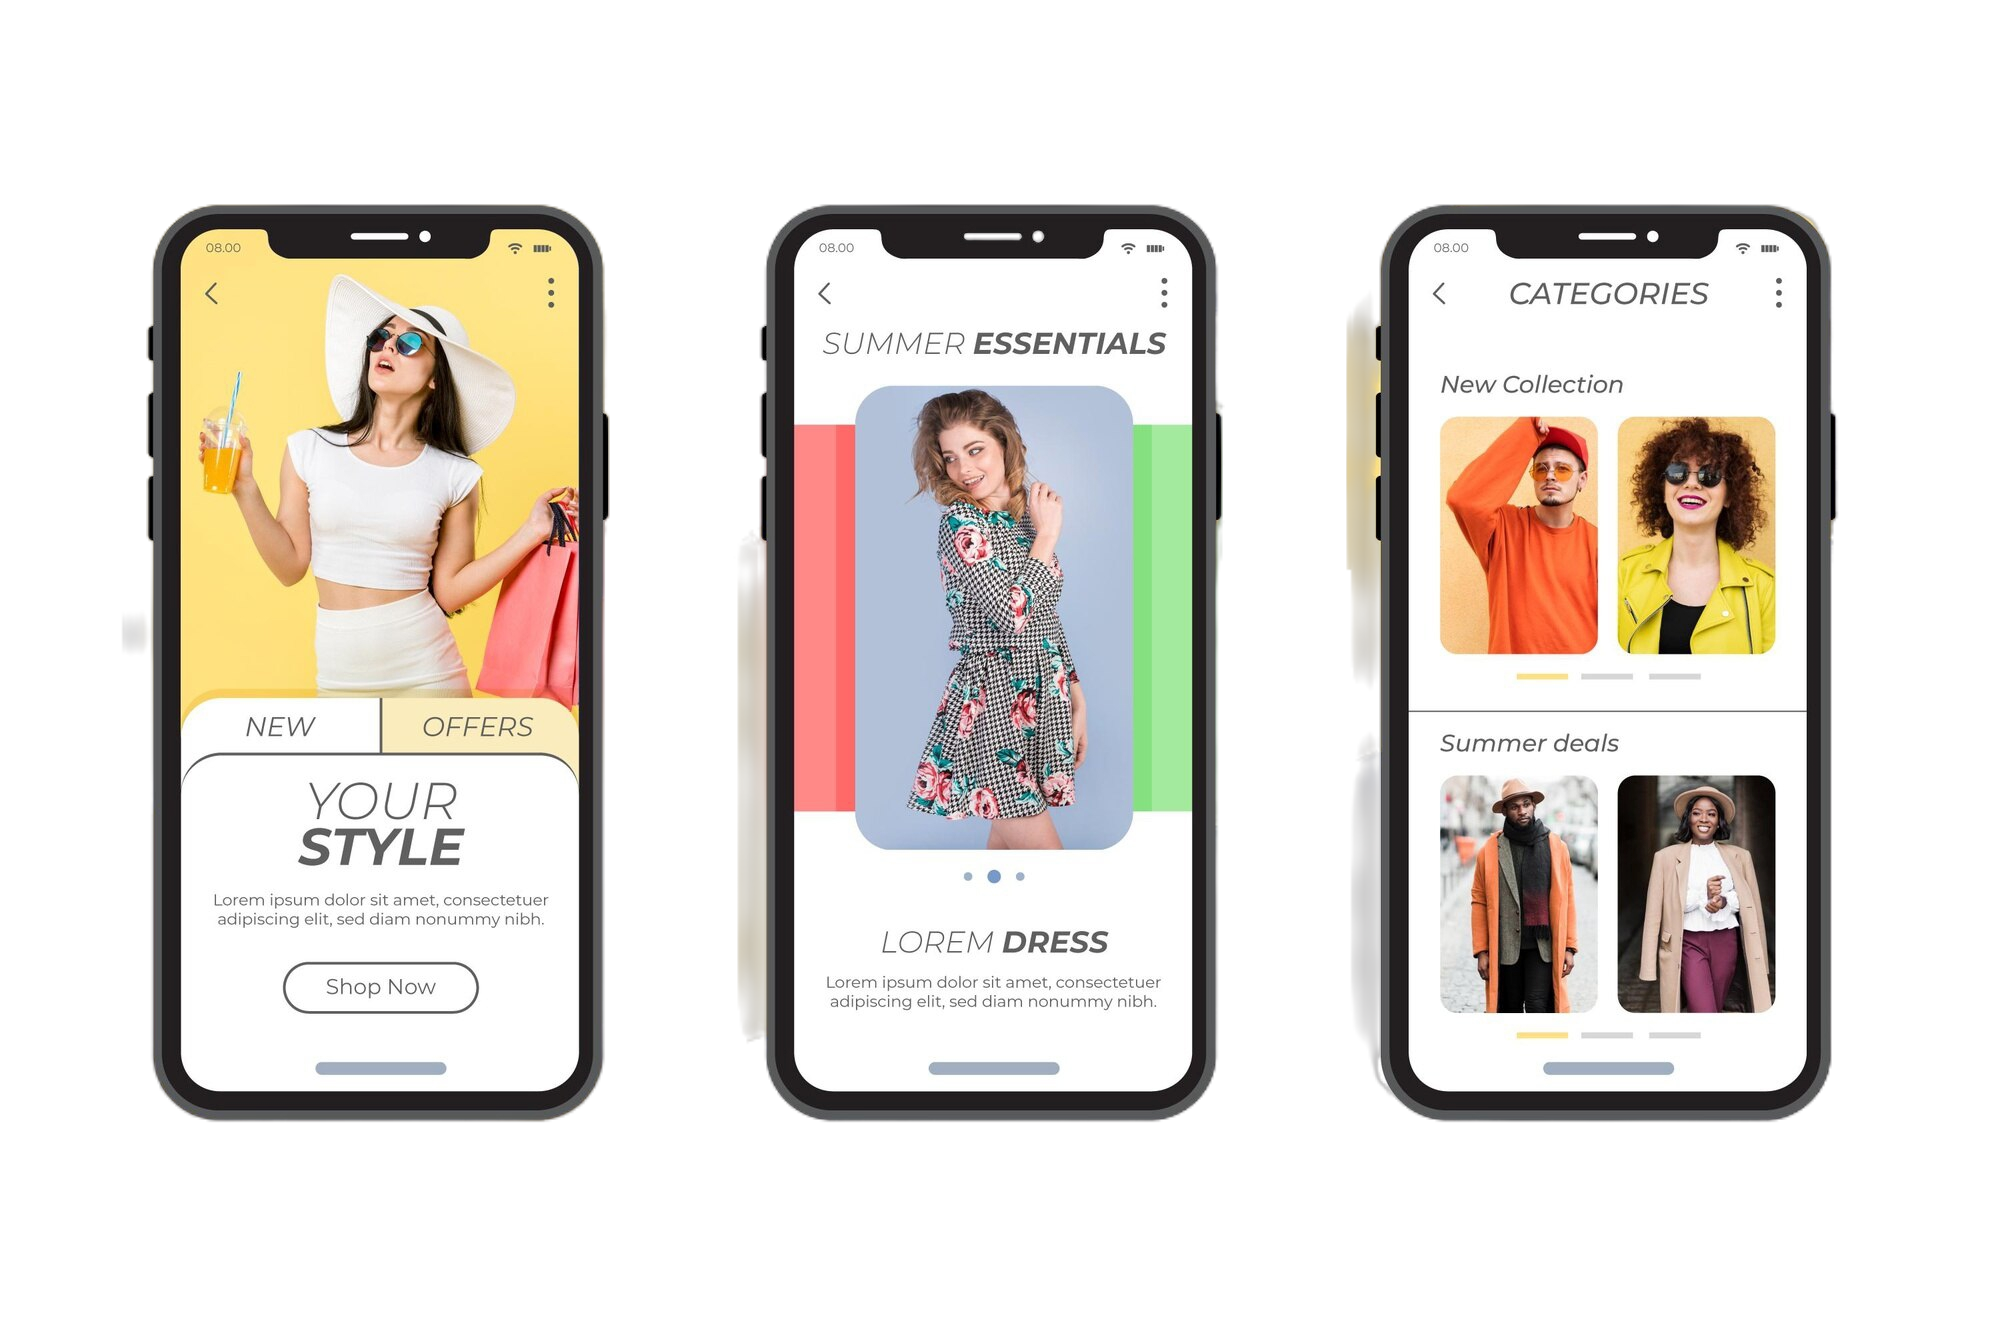 08.00
NEW
OFFERS
YOUR
STYLE
Lorem ipsum dolor sit amet, consectetuer
adipiscing elit, sed diam nonummy nibh.
Shop Now
08.00
SUMMER ESSENTIALS
LOREM DRESS
Lorem ipsum dolor sit amet, consectetuer
adipiscing elit, sed diam nonummy nibh.
08.00
CATEGORIES
New Collection
Summer deals